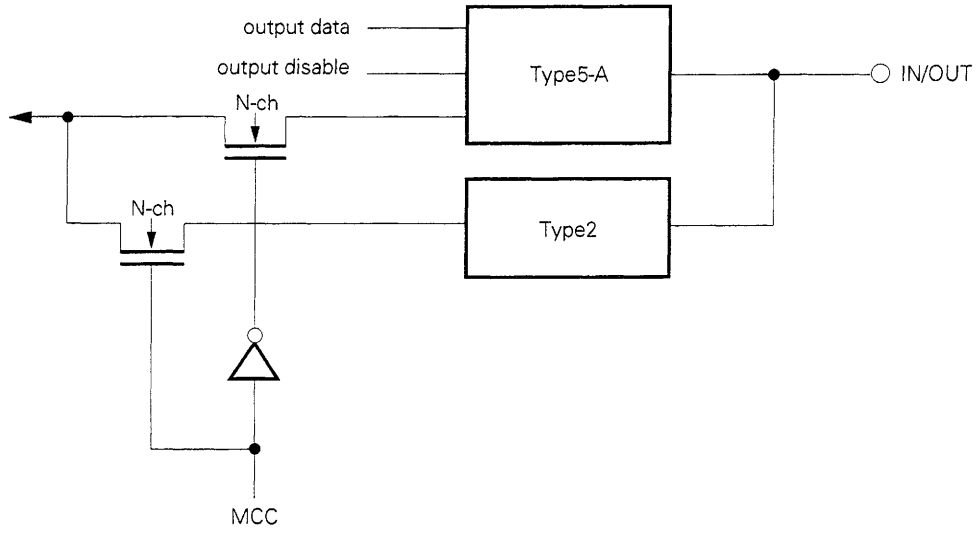 output data
output disable
Type5-A
IN/OUT
N-ch
N-ch
Type2
MCC